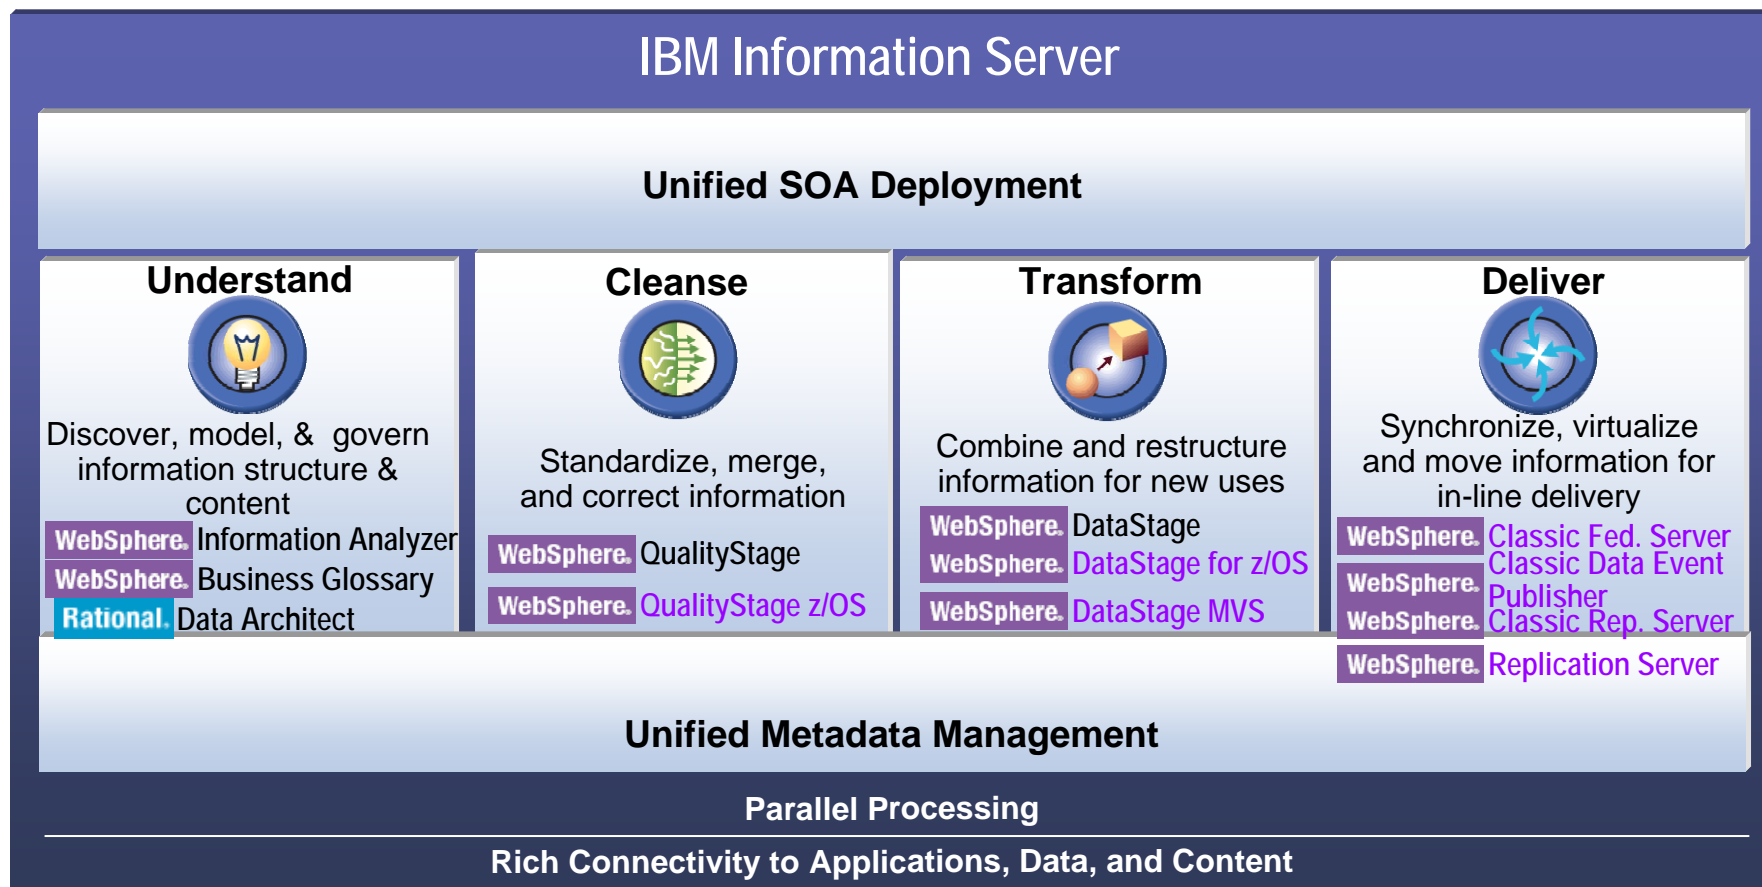 IBM Information Server
Unified SOA Deployment
Understand
Discover, model, & govern
information structure &
content
WebSphere. Information Analyzer
WebSphere. Business Glossary
Rational. Data Architect
Cleanse
Standardize, merge,
and correct information
WebSphere. QualityStage
WebSphere. QualityStage z/OS
Transform
Combine and restructure
information for new uses
WebSphere. DataStage
WebSphere. DataStage for z/OS
WebSphere. DataStage MVS
Deliver
Synchronize, virtualize
and move information for
in-line delivery
WebSphere. Classic Fed. Server
WebSphere. Classic Data Event
Publisher
WebSphere. Classic Rep. Server
WebSphere. Replication Server
Unified Metadata Management
Parallel Processing
Rich Connectivity to Applications, Data, and Content